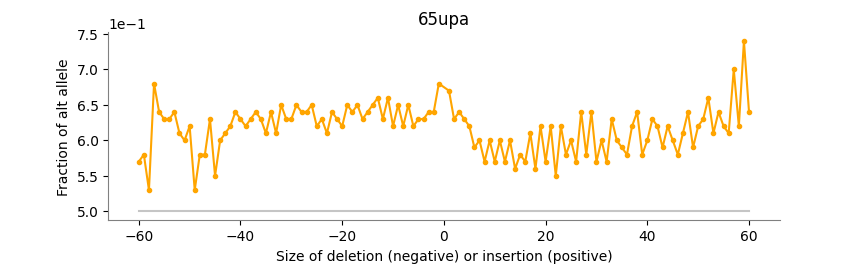 65upa
1e−1
7.5
7.0
6.5
6.0
5.5
5.0
Fraction of alt allele
−60 −40 −20 0 20 40 60
Size of deletion (negative) or insertion (positive)